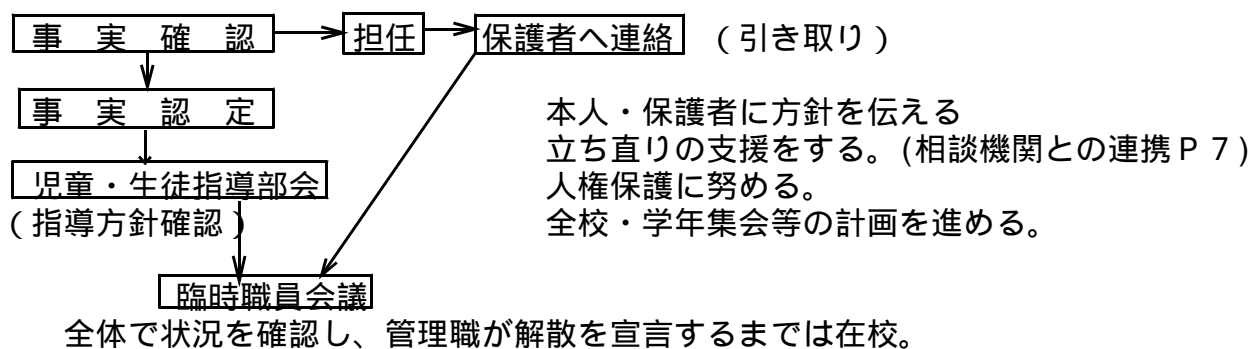 事実確認 担任 保護者へ連絡 (引き取り)
事実認定 本人・保護者に方針を伝える
立ち直りの支援をする。(相談機関との連携P7)
児童・生徒指導部会 人権保護に努める。
(指導方針確認) 全校・学年集会等の計画を進める。
臨時職員会議
全体で状況を確認し、管理職が解散を宣言するまでは在校。